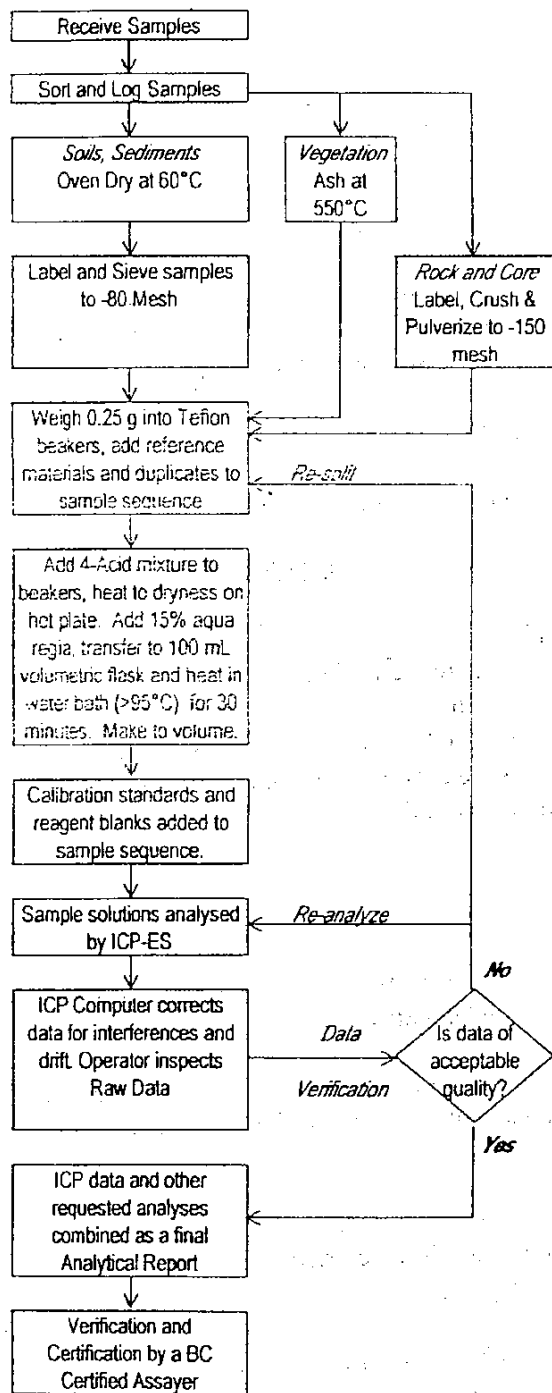 Receive Samples
Sort and Log Samples
Soils, Sediments
Oven Dry at 60°C
Vegetation
Ash at
550°C
Label and Sieve samples
to -80 Mesh
Rock and Core
Label, Crush &
Pulverize to -150
mesh
Weigh 0.25 g into Teflon
beakers, add reference
materials and duplicates to
sample sequence
Re-split
Add 4-Acid mixture to
beakers, heat to dryness on
hot plate. Add 15% aqua
regia, transfer to 100 mL
volumetric flask and heat in
water bath (>95°C) for 30
minutes. Make to volume.
Calibration standards and
reagent blanks added to
sample sequence.
Sample solutions analysed
by ICP-ES
Re-analyze
No
ICP Computer corrects
data for interferences and
drift. Operator inspects
Raw Data
Data
Verification
Is data of
acceptable
quality?
Yes
ICP data and other
requested analyses
combined as a final
Analytical Report
Verification and
Certification by a BC
Certified Assayer